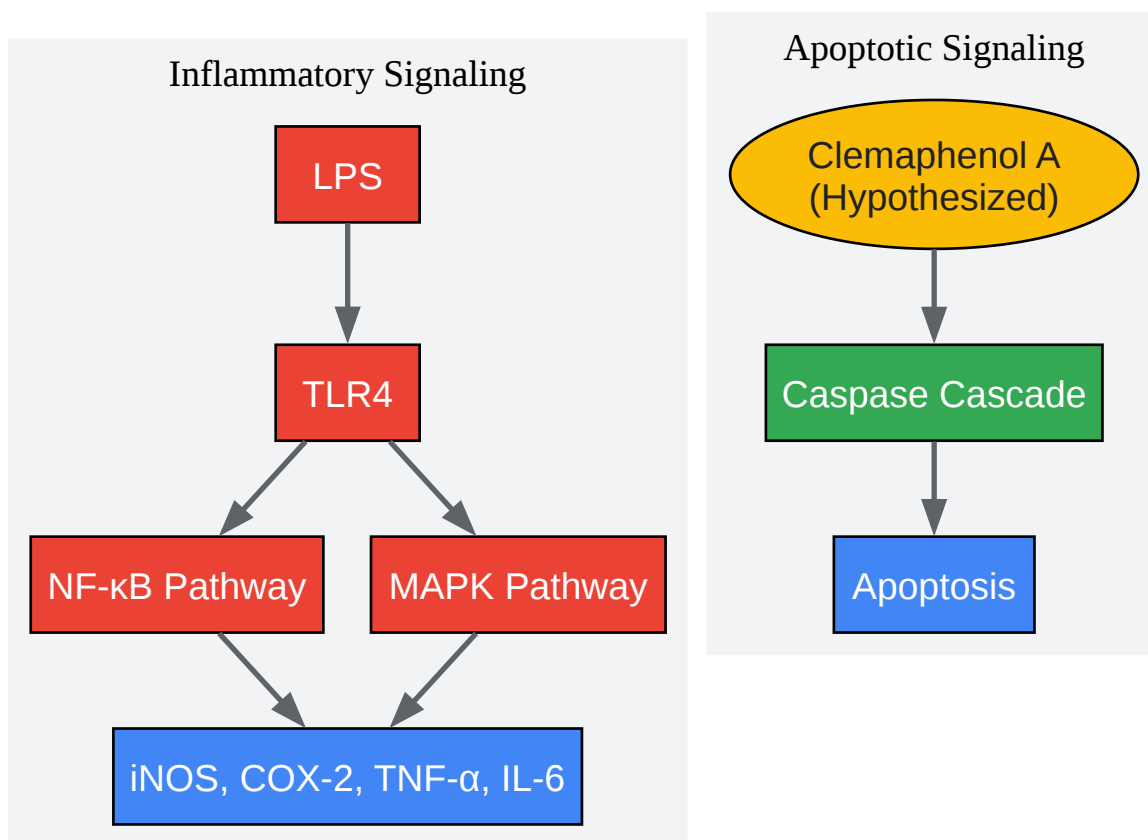 Inflammatory Signaling
LPS
TLR4
NF-κB Pathway
MAPK Pathway
iNOS, COX-2, TNF-α, IL-6
Apoptotic Signaling
Clemaphenol A
(Hypothesized)
Caspase Cascade
Apoptosis